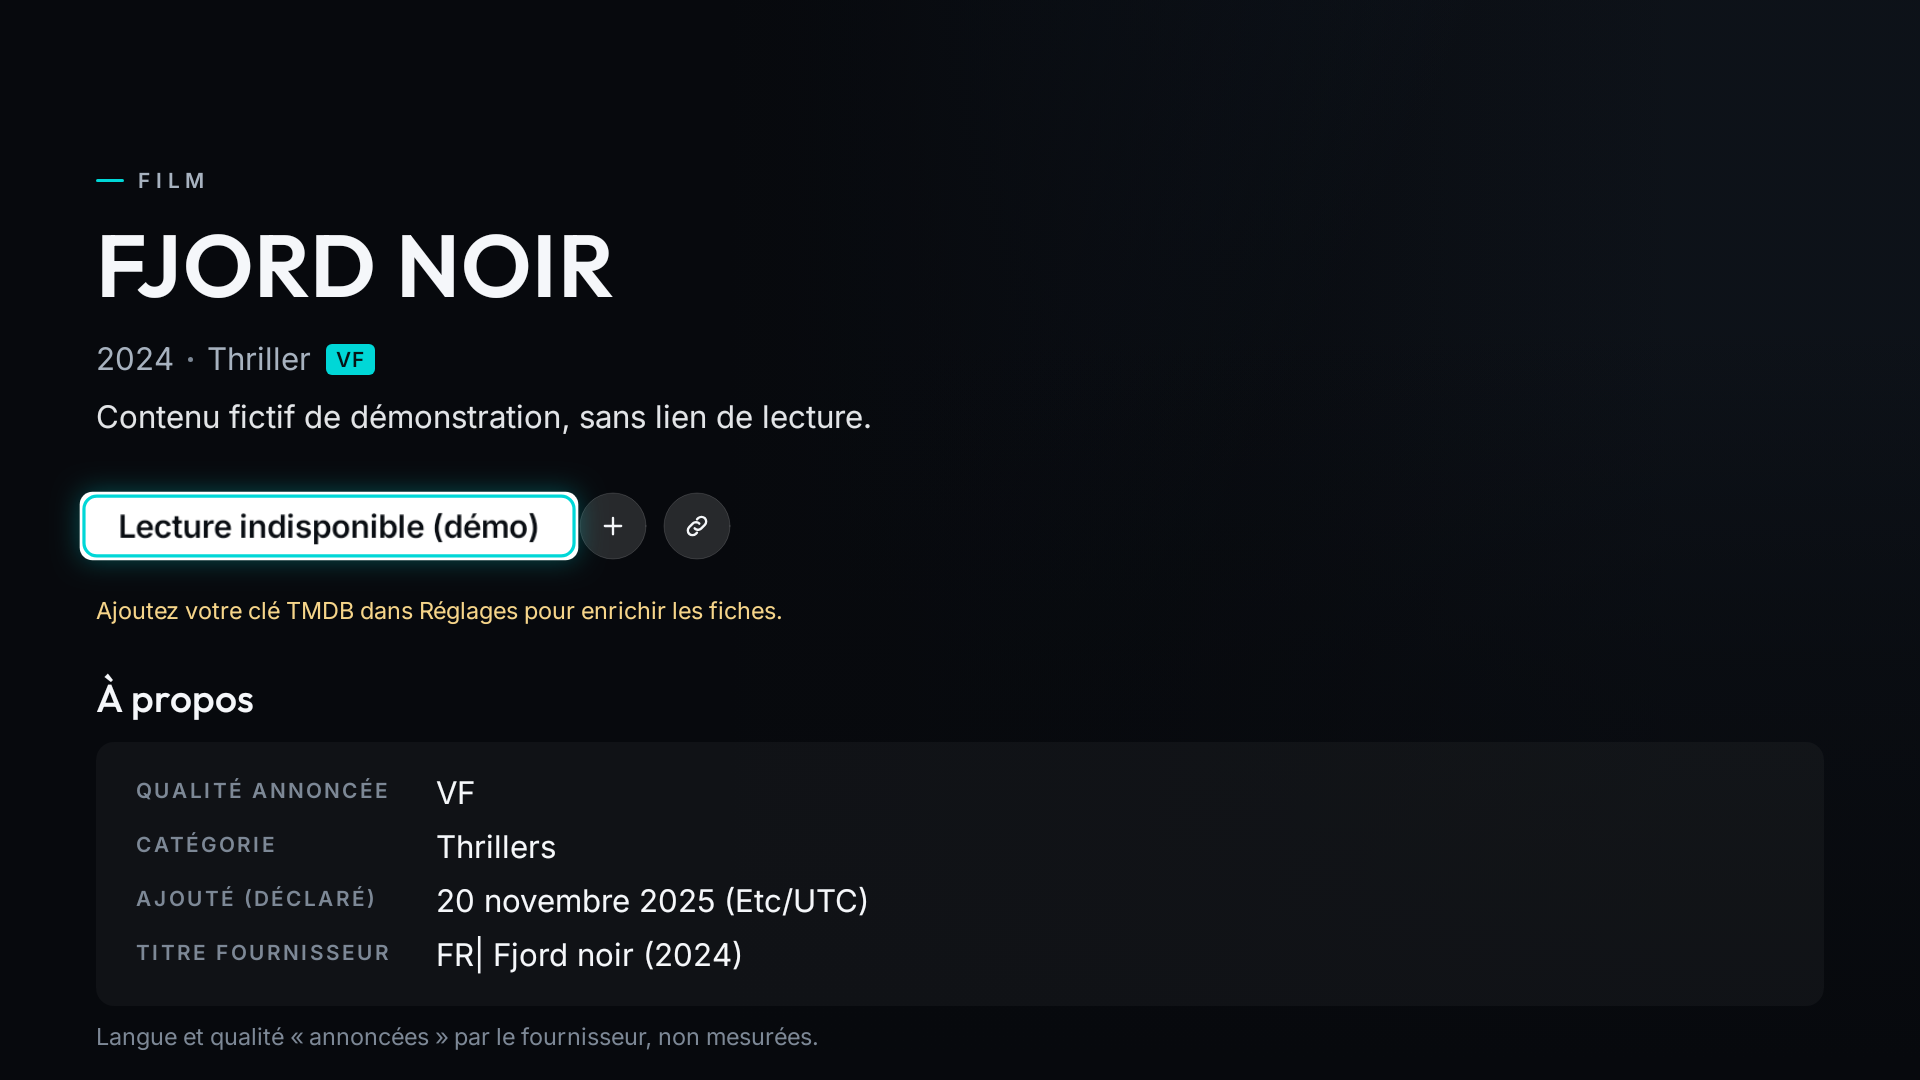 FILM
FJORD NOIR
2024 · Thriller VF
Contenu fictif de démonstration, sans lien de lecture.
Lecture indisponible (démo)
Ajoutez votre clé TMDB dans Réglages pour enrichir les fiches.
À propos
QUALITÉ ANNONCÉE VF
CATÉGORIE Thrillers
AJOUTÉ (DÉCLARÉ) 20 novembre 2025 (Etc/UTC)
TITRE FOURNISSEUR FR| Fjord noir (2024)
Langue et qualité « annoncées » par le fournisseur, non mesurées.